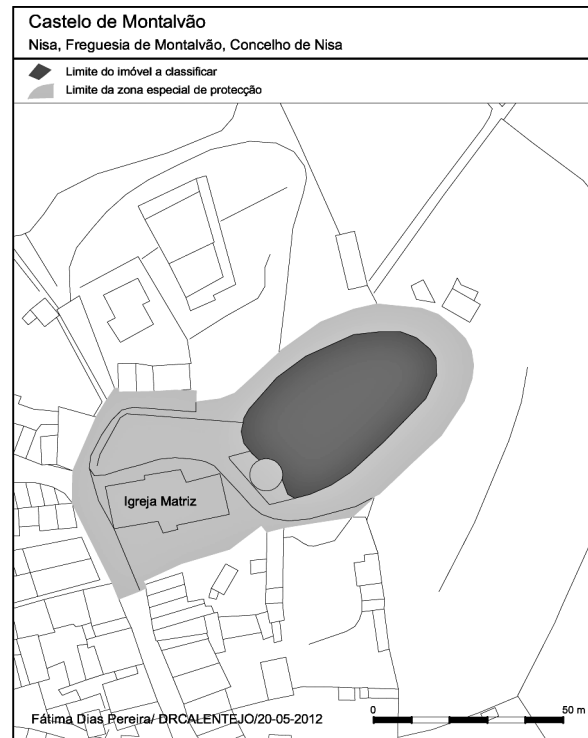 Castelo de Montalvão
Nisa, Freguesia de Montalvão, Concelho de Nisa
Limite do imóvel a classificar
Limite da zona especial de protecção
Igreja Matriz
Fátima Dias Pereira/ DRCALENTEJO/20-05-2012
0
50 m